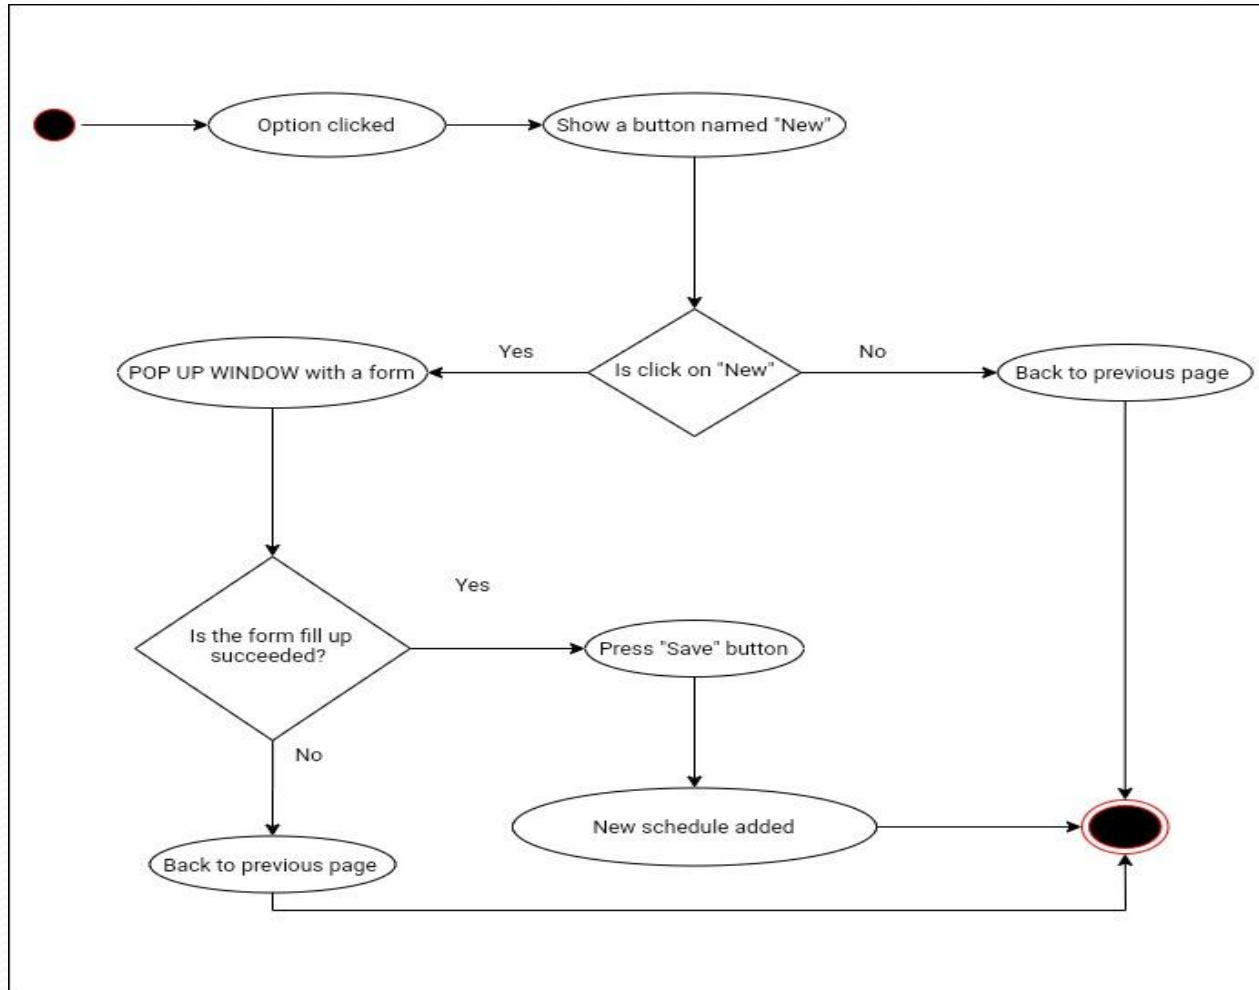 Option clicked
Show a button named "New"
Yes
No
POP UP WINDOW with a form
Is click on "New"
Back to previous page
Yes
Is the form fill up
succeeded?
Press "Save" button
No
New schedule added
Back to previous page